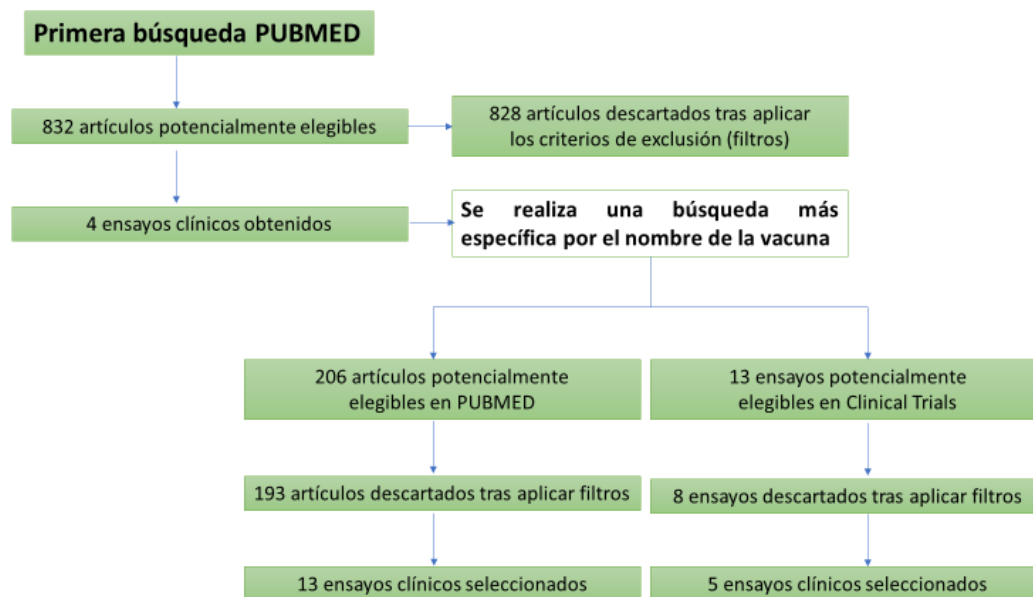 Primera búsqueda PUBMED
832 artículos potencialmente elegibles
828 artículos descartados tras aplicar
los criterios de exclusión (filtros)
4 ensayos clínicos obtenidos
Se realiza una búsqueda más
específica por el nombre de la vacuna
206 artículos potencialmente
elegibles en PUBMED
13 ensayos potencialmente
elegibles en Clinical Trials
193 artículos descartados tras aplicar filtros
8 ensayos descartados tras aplicar filtros
13 ensayos clínicos seleccionados
5 ensayos clínicos seleccionados